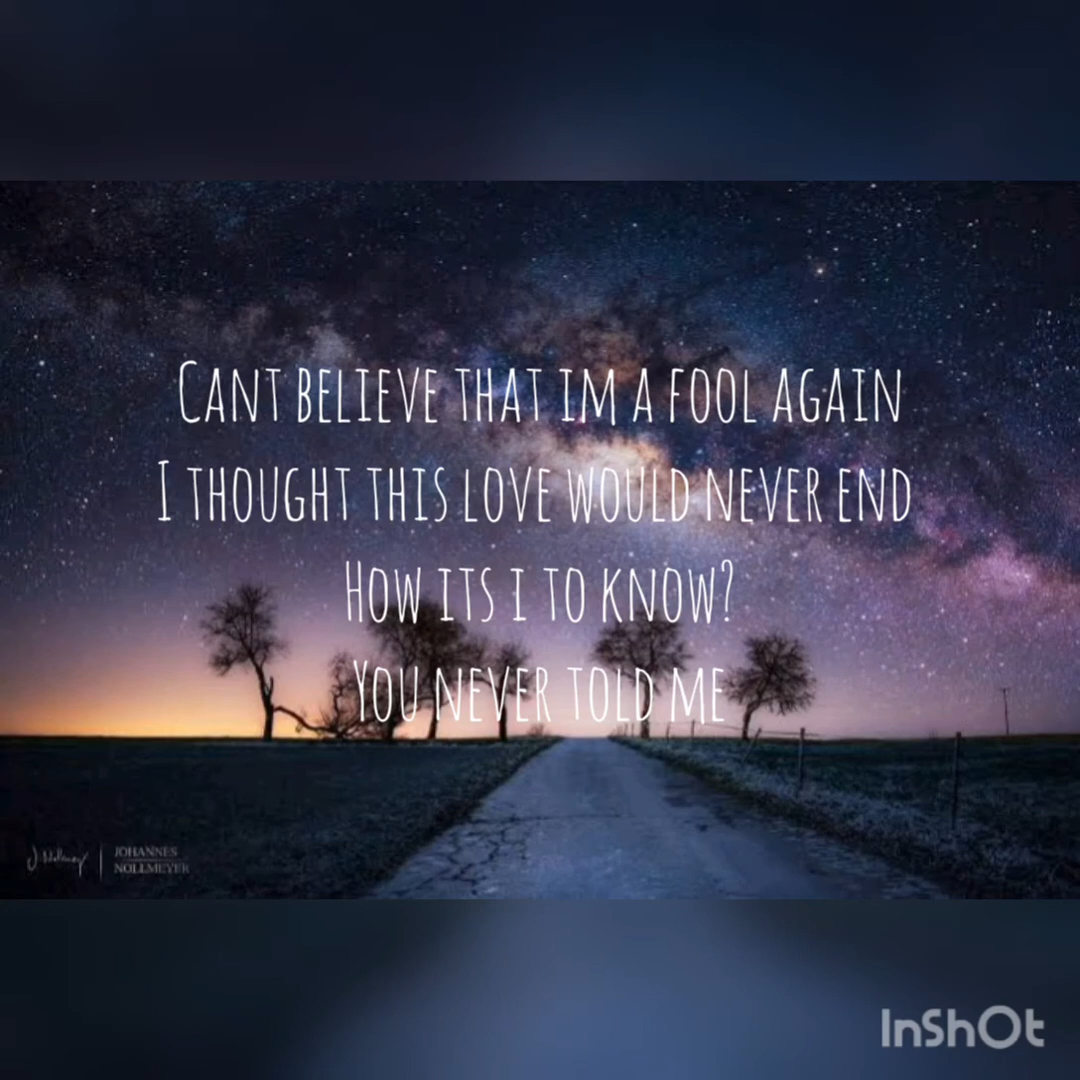 Cant believe that im a fool again
I thought this love would never end
How its i to know?
You never told me
JOHANNES
NOLLMEYER
InShOt